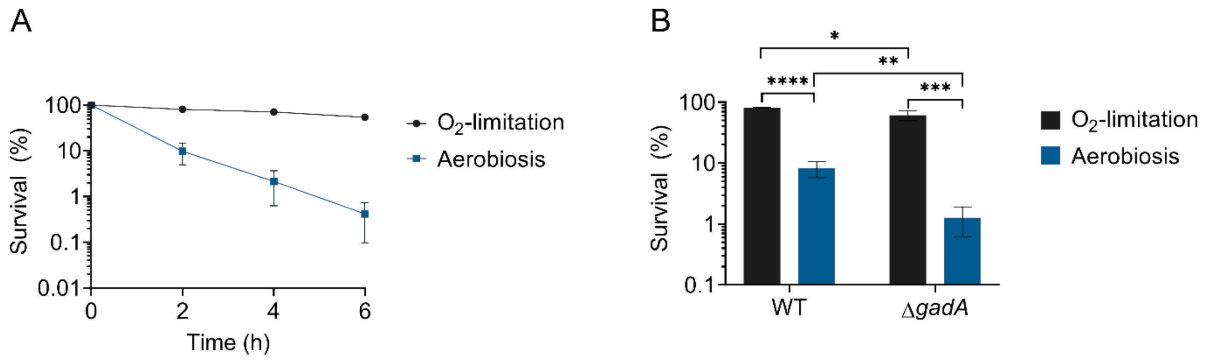 A
Survival (%)
100
10
1
0.1
0.01
0 2 4 6
Time (h)
O₂-limitation
Aerobiosis
B
Survival (%)
100
10
1
0.1
*
**
****
***
WT ΔgadA
O₂-limitation
Aerobiosis